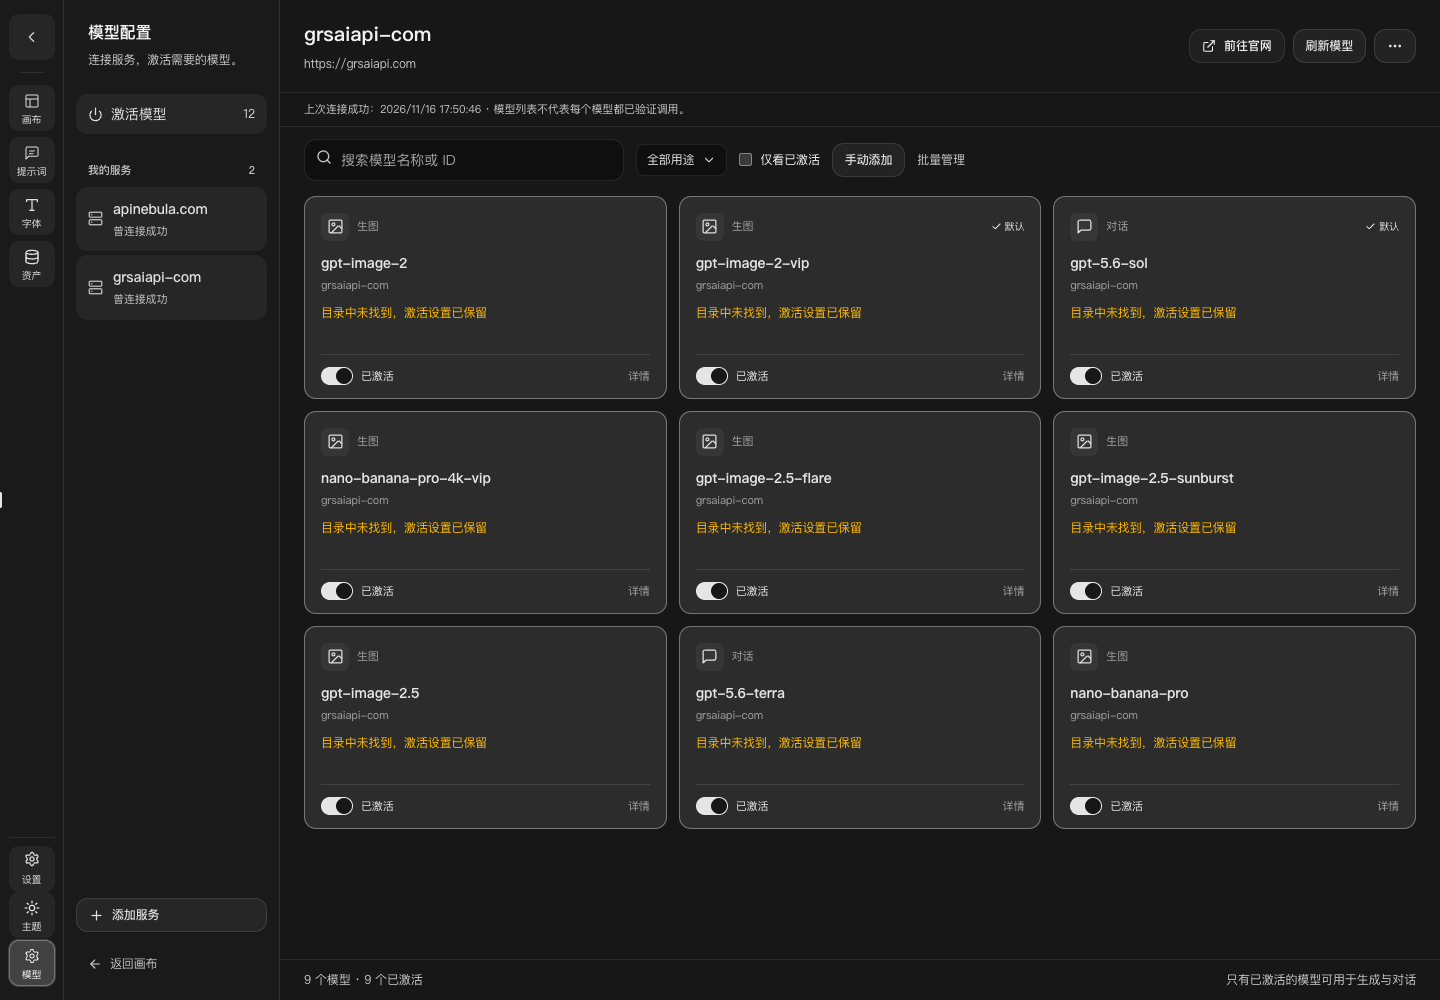 画布
提示词
字体
资产
设置
主题
模型
模型配置
连接服务，激活需要的模型。
激活模型 12
我的服务 2
apinebula.com
曾连接成功
grsaiapi-com
曾连接成功
添加服务
返回画布
grsaiapi-com
https://grsaiapi.com
前往官网 刷新模型
上次连接成功：2026/11/16 17:50:46 · 模型列表不代表每个模型都已验证调用。
搜索模型名称或 ID 全部用途 仅看已激活 手动添加 批量管理
生图
gpt-image-2
grsaiapi-com
目录中未找到，激活设置已保留
已激活 详情
生图 默认
gpt-image-2-vip
grsaiapi-com
目录中未找到，激活设置已保留
已激活 详情
对话 默认
gpt-5.6-sol
grsaiapi-com
目录中未找到，激活设置已保留
已激活 详情
生图
nano-banana-pro-4k-vip
grsaiapi-com
目录中未找到，激活设置已保留
已激活 详情
生图
gpt-image-2.5-flare
grsaiapi-com
目录中未找到，激活设置已保留
已激活 详情
生图
gpt-image-2.5-sunburst
grsaiapi-com
目录中未找到，激活设置已保留
已激活 详情
生图
gpt-image-2.5
grsaiapi-com
目录中未找到，激活设置已保留
已激活 详情
对话
gpt-5.6-terra
grsaiapi-com
目录中未找到，激活设置已保留
已激活 详情
生图
nano-banana-pro
grsaiapi-com
目录中未找到，激活设置已保留
已激活 详情
9 个模型 · 9 个已激活
只有已激活的模型可用于生成与对话